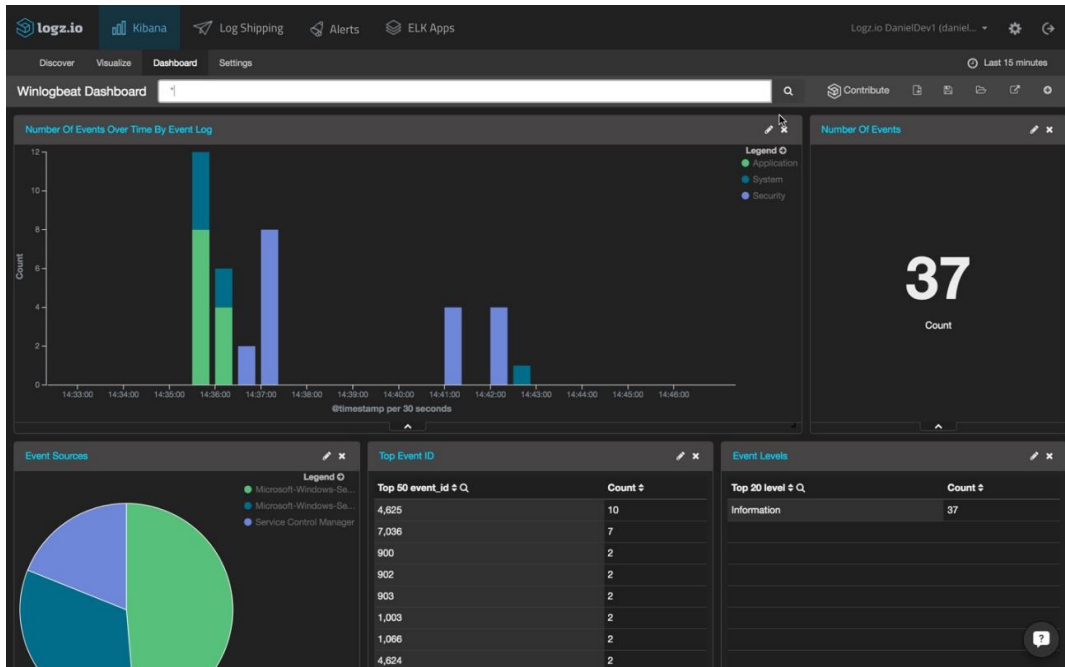 logz.io Kibana Log Shipping Alerts ELK Apps Logz.io DanielDev1 (daniel...
Discover Visualize Dashboard Settings Last 15 minutes
Winlogbeat Dashboard * Contribute
Number Of Events Over Time By Event Log
Legend
Application
System
Security
12
10
8
6
4
2
0
Count
14:33:00 14:34:00 14:35:00 14:36:00 14:37:00 14:38:00 14:39:00 14:40:00 14:41:00 14:42:00 14:43:00 14:44:00 14:45:00 14:46:00
@timestamp per 30 seconds
Number Of Events
37
Count
Event Sources
Legend
Microsoft-Windows-Se...
Microsoft-Windows-Se...
Service Control Manager
Top Event ID
Top 50 event_id Count
4,625 10
7,036 7
900 2
902 2
903 2
1,003 2
1,066 2
4,624 2
Event Levels
Top 20 level Count
Information 37
?